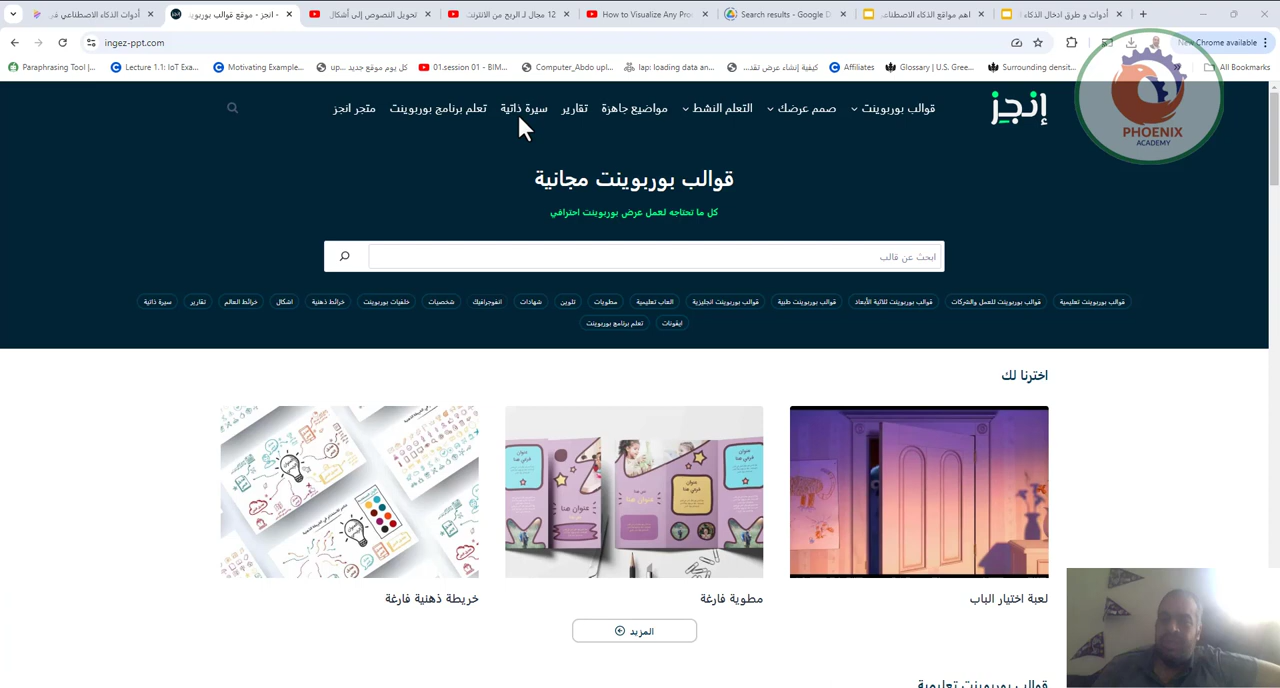 أدوات الذكاء الاصطناعي في
انجز - موقع قوالب بوربوين -
تحويل النصوص إلى أشكال
12 مجال لـ الربح من الانترنت
How to Visualize Any Pro
Search results - Google D
اهم مواقع الذكاء الاصطناع
أدوات و طرق ادخال الذكاء ا
ingez-ppt.com
New Chrome available
Paraphrasing Tool |...
Lecture 1.1: IoT Exa...
Motivating Example...
كل يوم موقع جديد up...
01.session 01 - BIM...
Computer_Abdo upl...
lap: loading data an...
كيفية إنشاء عرض تقد...
Affiliates
Glossary | U.S. Gree...
Surrounding densit...
All Bookmarks
إنجز
قوالب بوربوينت
صمم عرضك
التعلم النشط
مواضيع جاهزة
تقارير
سيرة ذاتية
تعلم برنامج بوربوينت
متجر انجز
PHOENIX
ACADEMY
قوالب بوربوينت مجانية
كل ما تحتاجه لعمل عرض بوربوينت احترافي
ابحث عن قالب
قوالب بوربوينت تعليمية
قوالب بوربوينت للعمل والشركات
قوالب بوربوينت ثلاثية الأبعاد
قوالب بوربوينت طبية
قوالب بوربوينت انجليزية
العاب تعليمية
مطويات
تلوين
شهادات
انفوجرافيك
شخصيات
خلفيات بوربوينت
خرائط ذهنية
اشكال
خرائط العالم
تقارير
سيرة ذاتية
ايقونات
تعلم برنامج بوربوينت
اخترنا لك
عنوان هنا
لعبة اختيار الباب
مطوية فارغة
خريطة ذهنية فارغة
المزيد
قوالب بوربوينت تعليمية